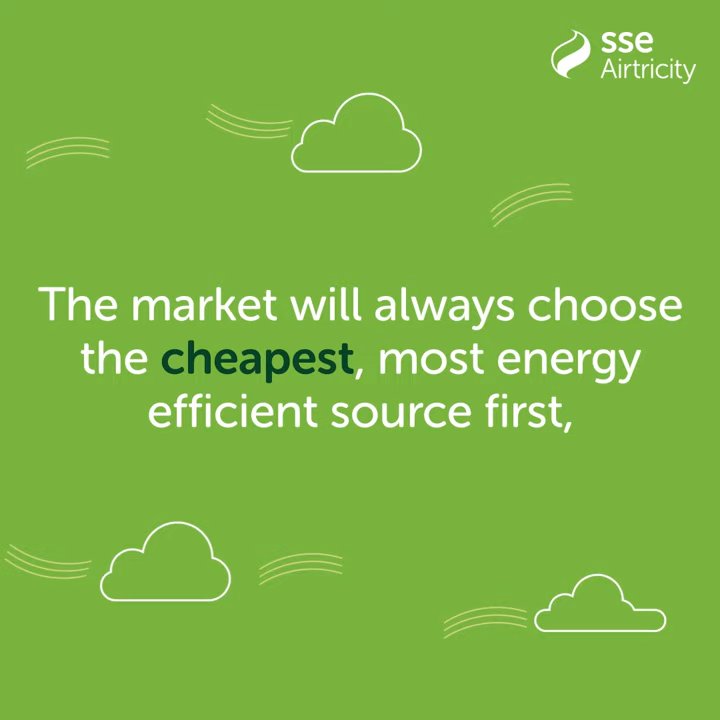 sse
Airtricity
The market will always choose
the cheapest, most energy
efficient source first,